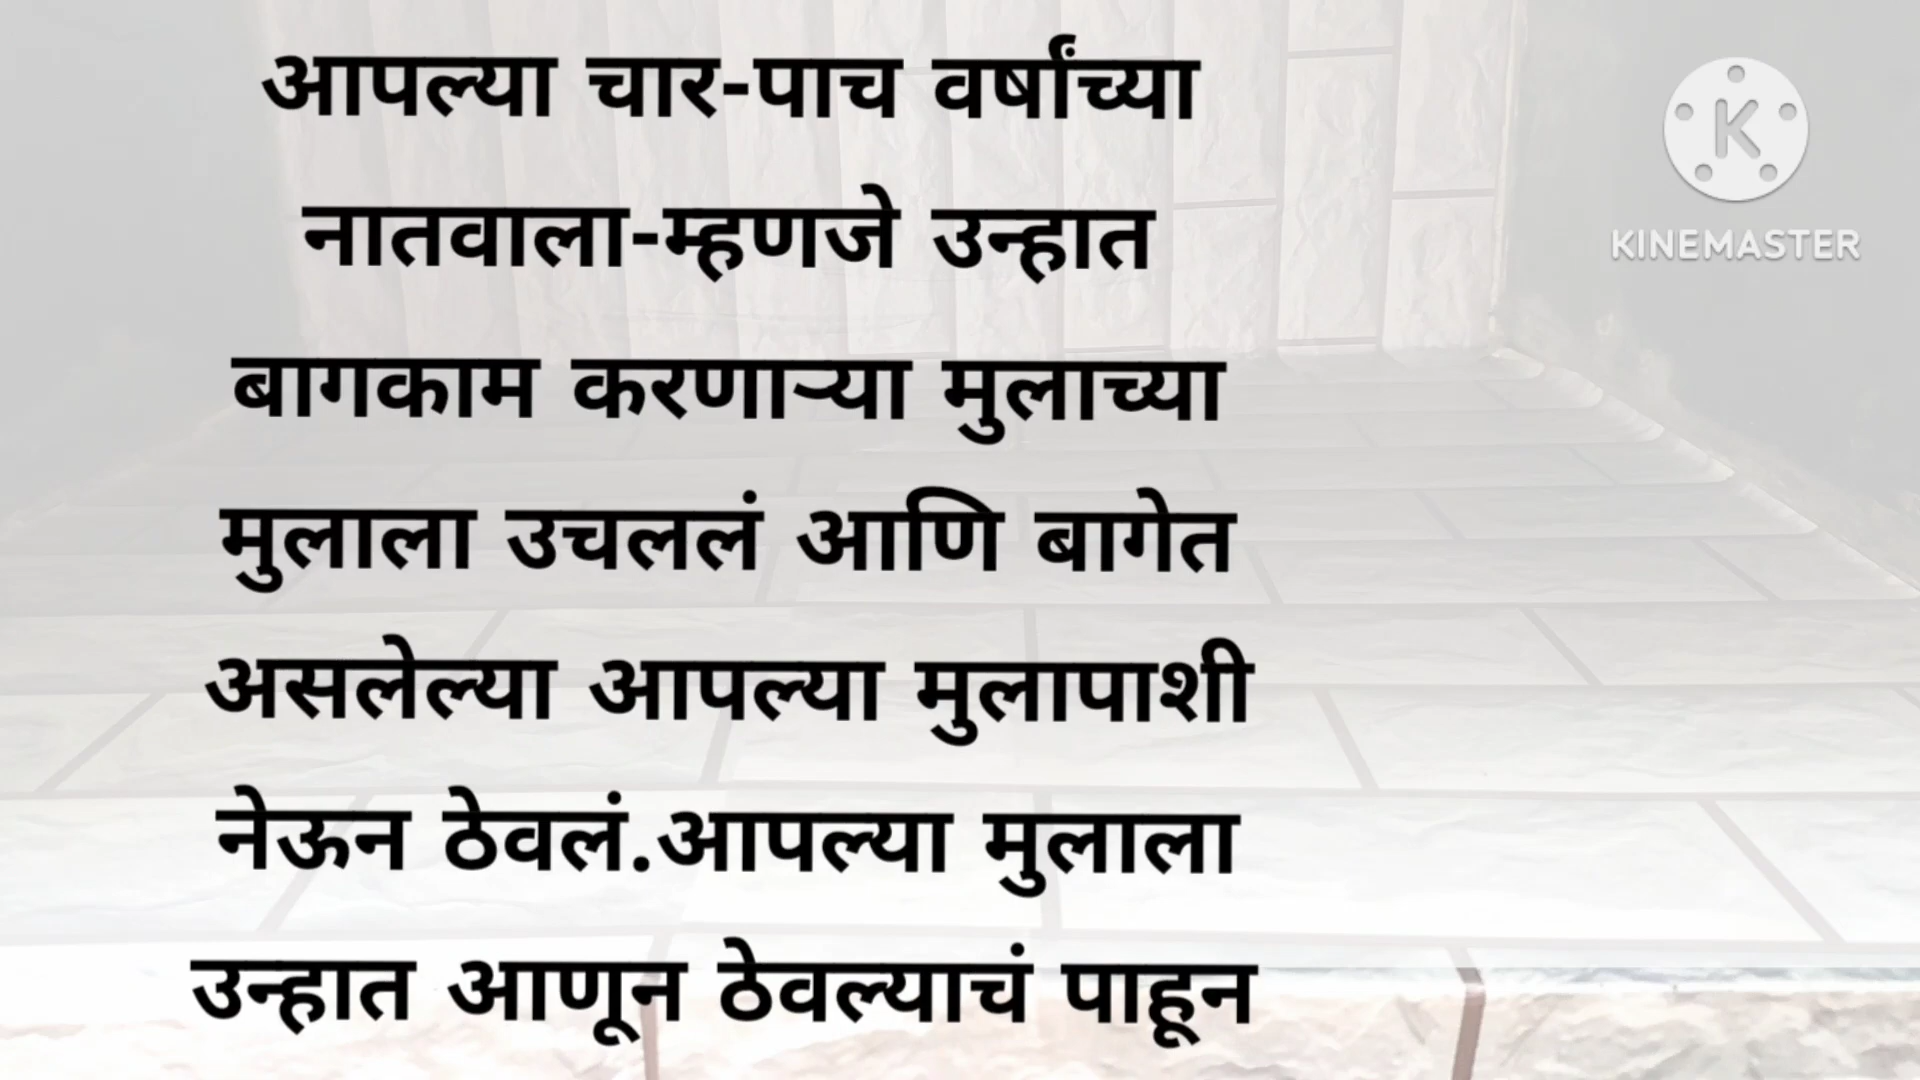 आपल्या चार-पाच वर्षांच्या
नातवाला-म्हणजे उन्हात
बागकाम करणाऱ्या मुलाच्या
मुलाला उचललं आणि बागेत
असलेल्या आपल्या मुलापाशी
नेऊन ठेवलं.आपल्या मुलाला
उन्हात आणून ठेवल्याचं पाहून
K
KINEMASTER